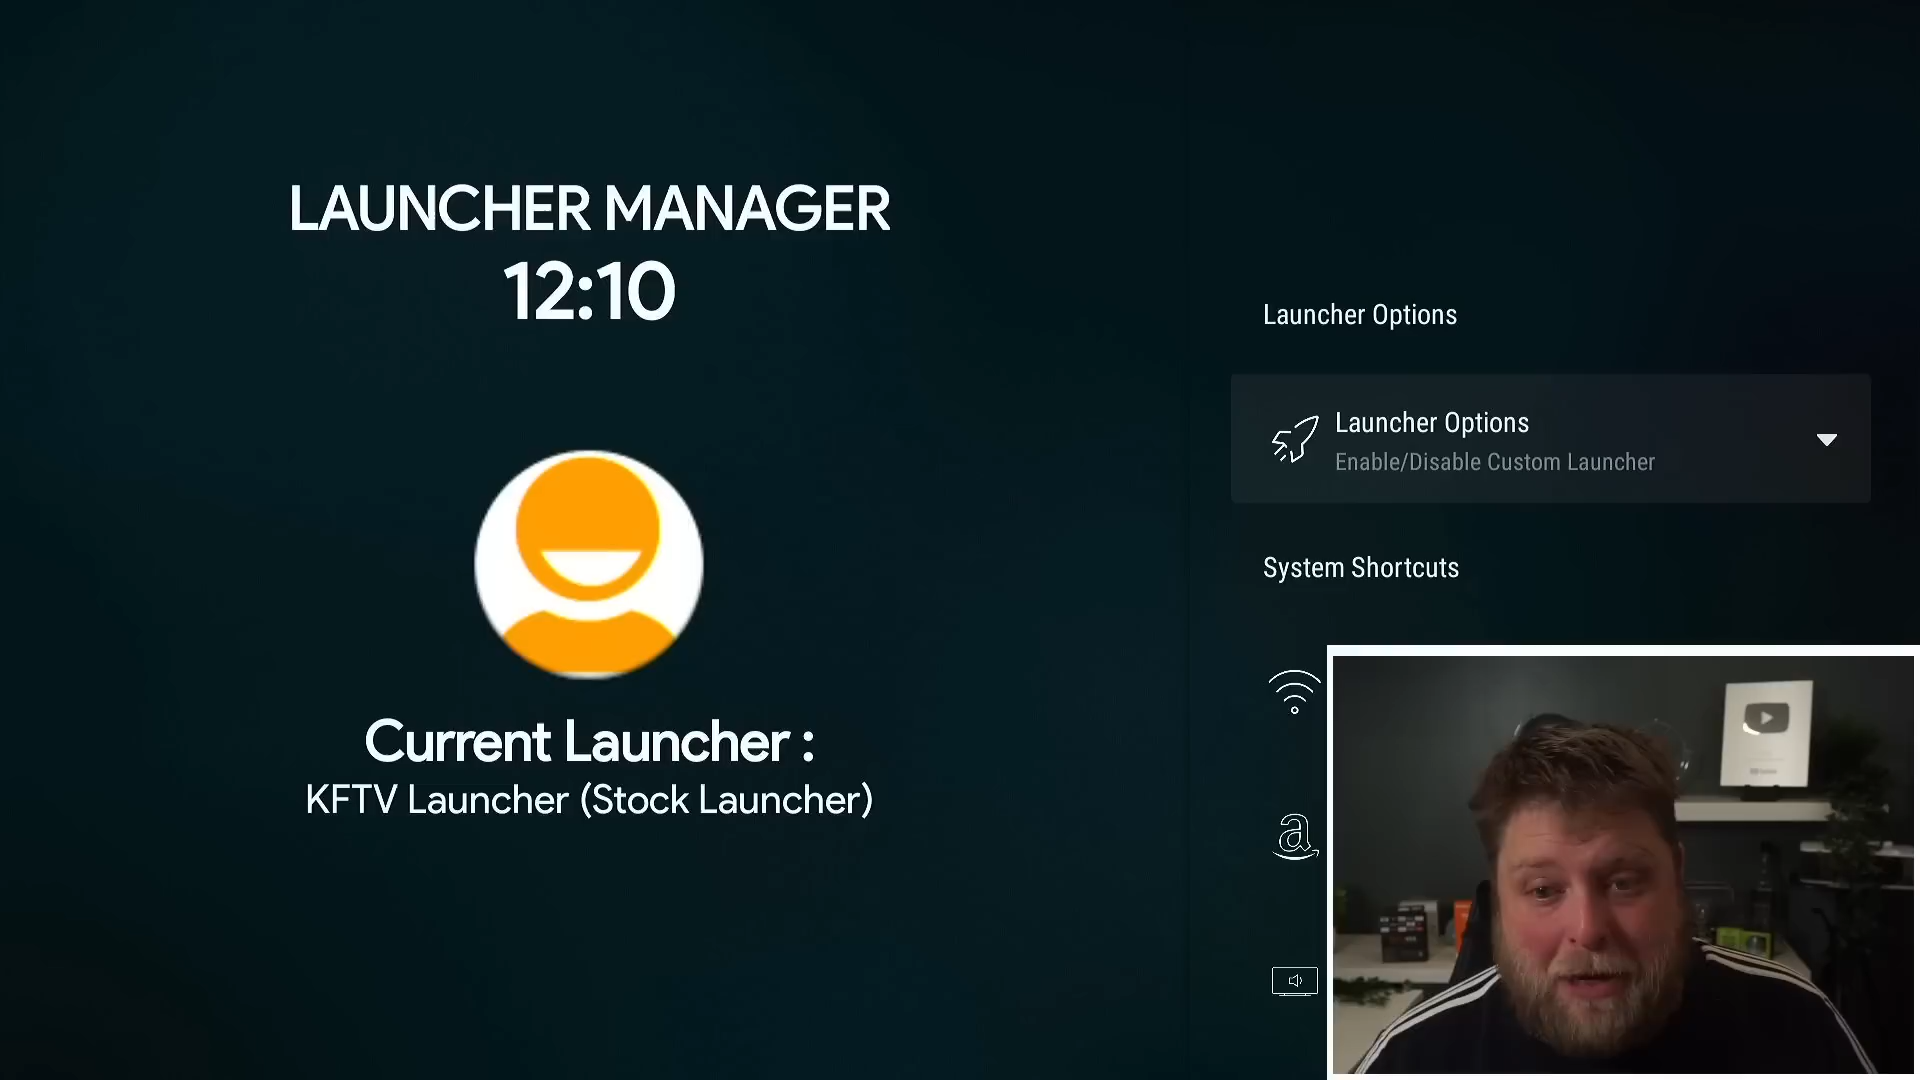 LAUNCHER MANAGER
12:10
Current Launcher :
KFTV Launcher (Stock Launcher)
Launcher Options
Launcher Options
Enable/Disable Custom Launcher
System Shortcuts